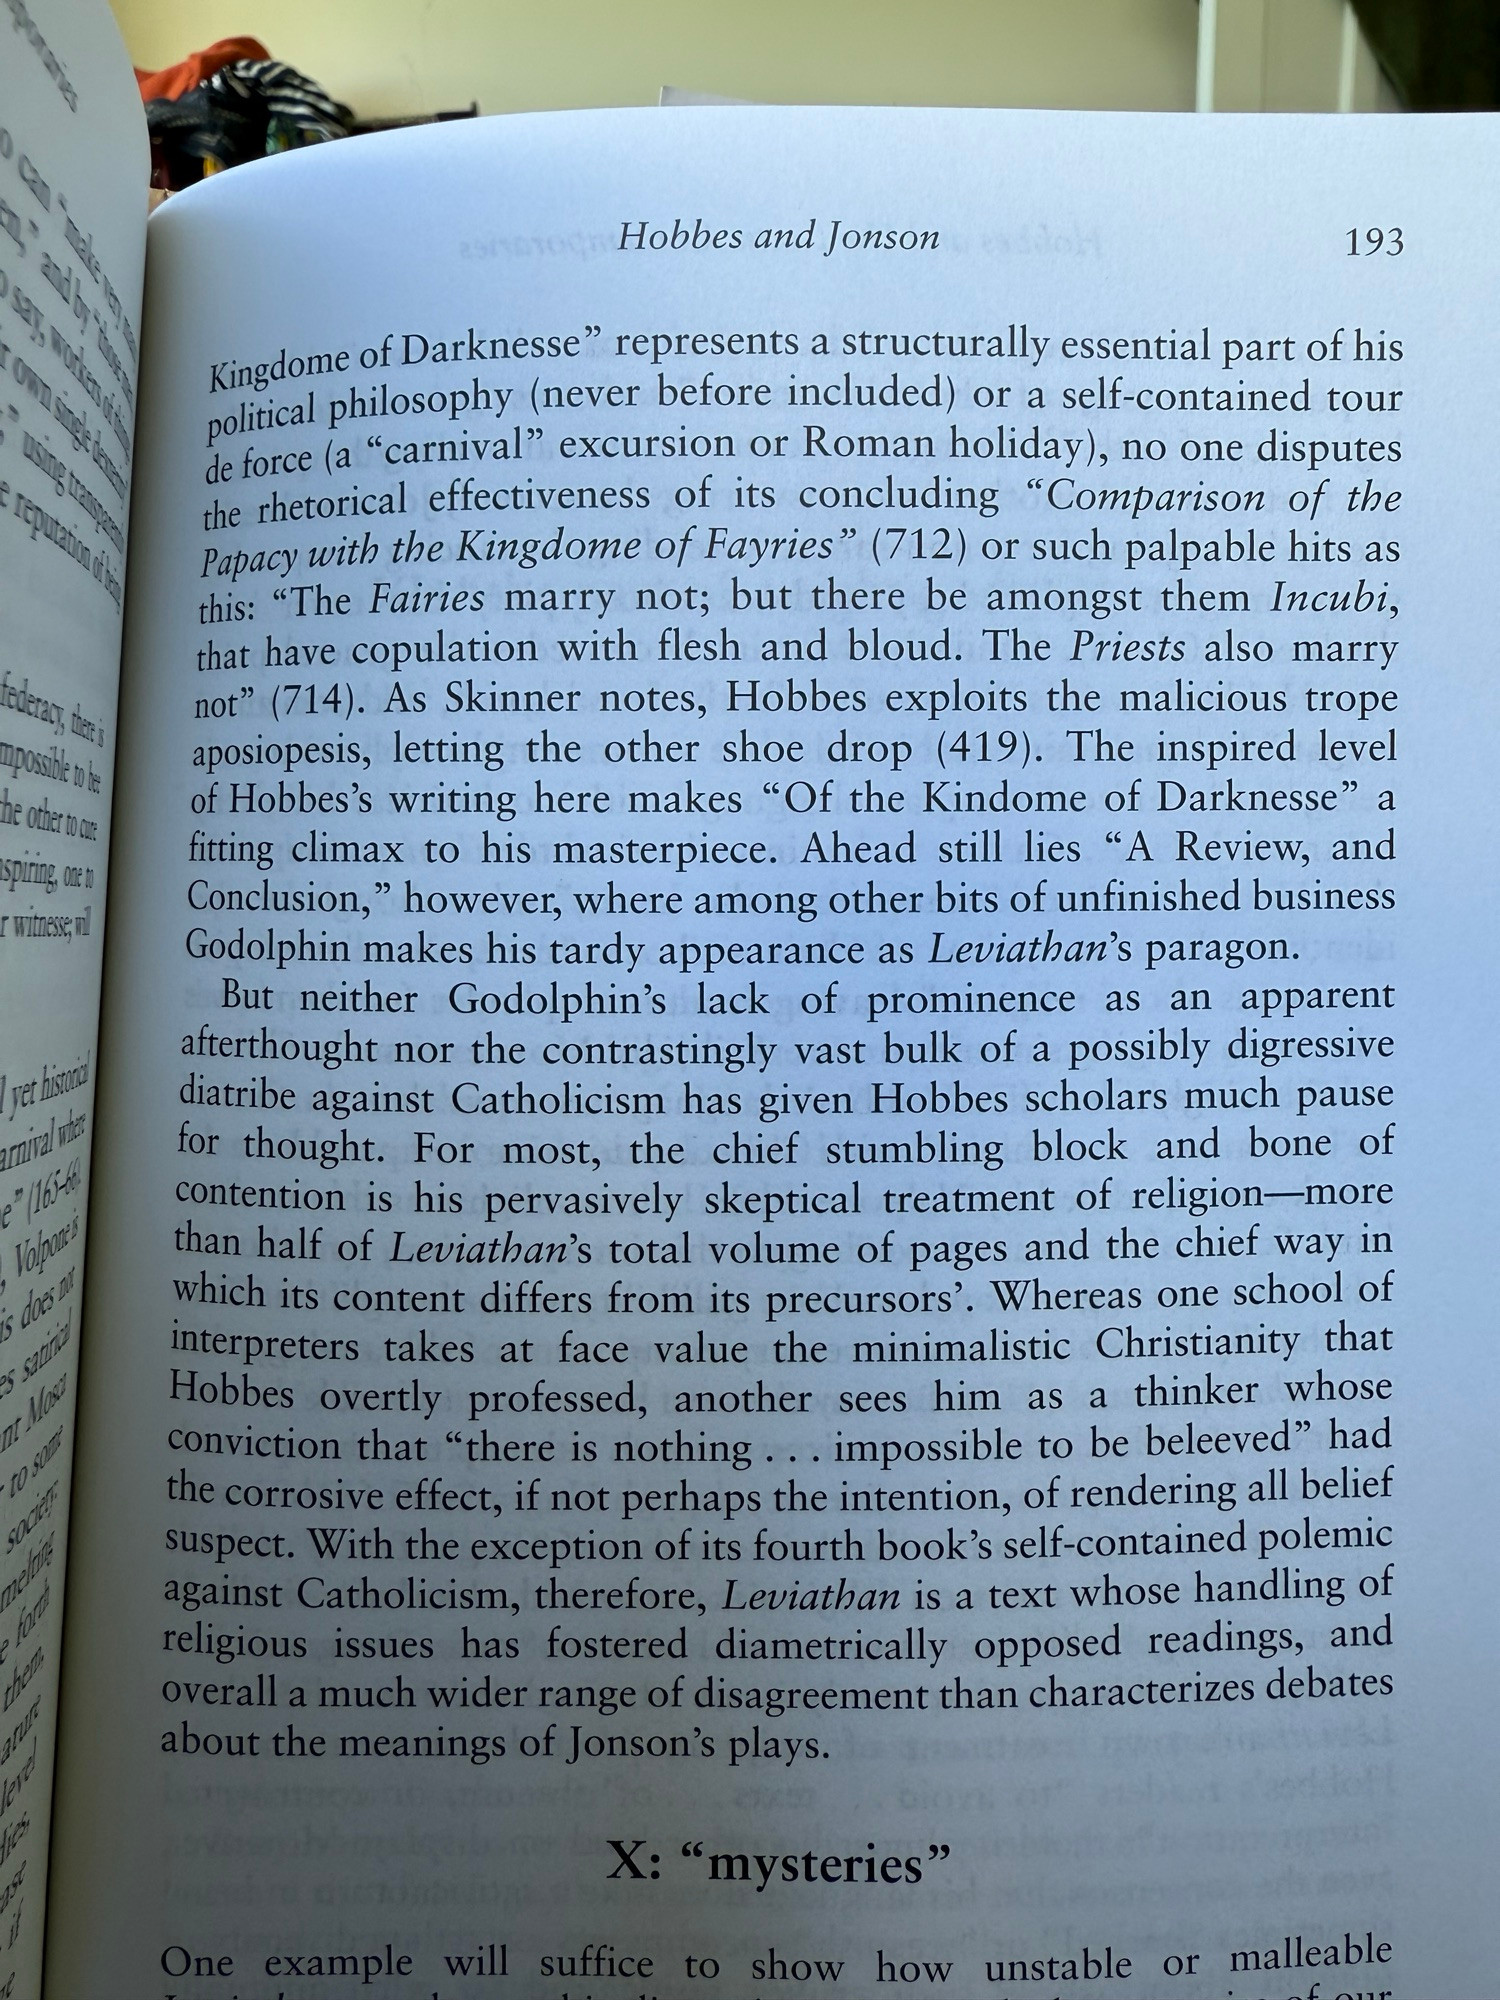 Hobbes and Jonson
193
Kingdome of Darknesse” represents a structurally essential part of his
political philosophy (never before included) or a self-contained tour
de force (a “carnival” excursion or Roman holiday), no one disputes
the rhetorical effectiveness of its concluding “Comparison of the
Papacy with the Kingdome of Fayries” (712) or such palpable hits as
this: “The Fairies marry not; but there be amongst them Incubi,
that have copulation with flesh and bloud. The Priests also marry
not” (714). As Skinner notes, Hobbes exploits the malicious trope
aposiopesis, letting the other shoe drop (419). The inspired level
of Hobbes’s writing here makes “Of the Kindome of Darknesse” a
fitting climax to his masterpiece. Ahead still lies “A Review, and
Conclusion,” however, where among other bits of unfinished business
Godolphin makes his tardy appearance as Leviathan’s paragon.
But neither Godolphin’s lack of prominence as an apparent
afterthought nor the contrastingly vast bulk of a possibly digressive
diatribe against Catholicism has given Hobbes scholars much pause
for thought. For most, the chief stumbling block and bone of
contention is his pervasively skeptical treatment of religion—more
than half of Leviathan’s total volume of pages and the chief way in
which its content differs from its precursors’. Whereas one school of
interpreters takes at face value the minimalistic Christianity that
Hobbes overtly professed, another sees him as a thinker whose
conviction that “there is nothing . . . impossible to be beleeved” had
the corrosive effect, if not perhaps the intention, of rendering all belief
suspect. With the exception of its fourth book’s self-contained polemic
against Catholicism, therefore, Leviathan is a text whose handling of
religious issues has fostered diametrically opposed readings, and
overall a much wider range of disagreement than characterizes debates
about the meanings of Jonson’s plays.
X: “mysteries”
One example will suffice to show how unstable or malleable